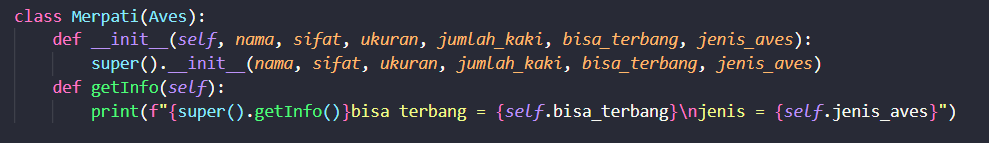 class Merpati(Aves):
    def __init__(self, nama, sifat, ukuran, jumlah_kaki, bisa_terbang, jenis_aves):
        super().__init__(nama, sifat, ukuran, jumlah_kaki, bisa_terbang, jenis_aves)
    def getInfo(self):
        print(f"{super().getInfo()}bisa terbang = {self.bisa_terbang}\njenis = {self.jenis_aves}")